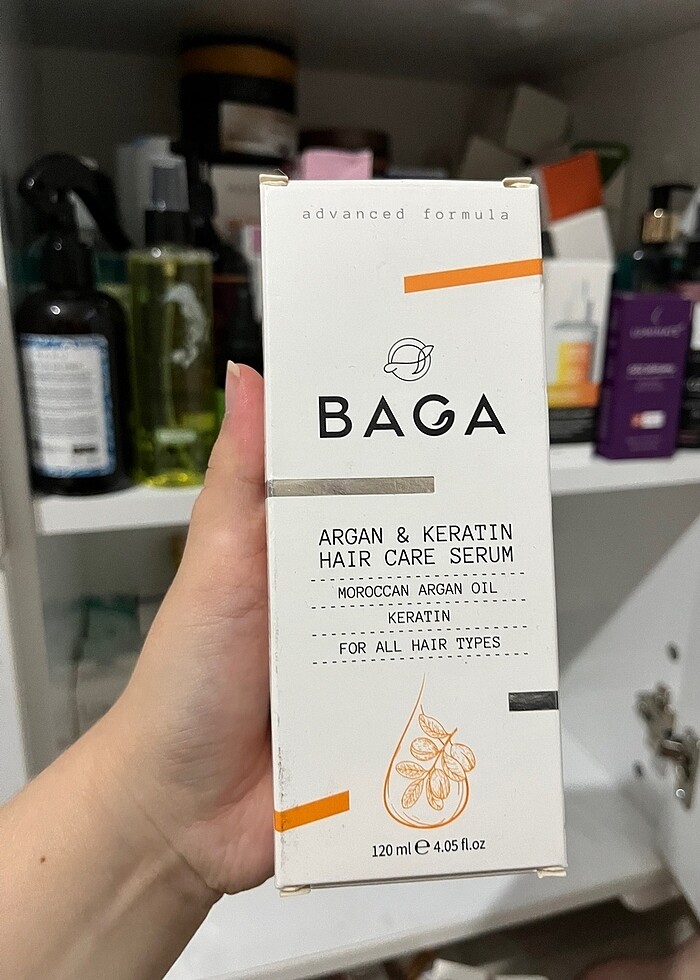 advanced formula
BAGA
ARGAN & KERATIN
HAIR CARE SERUM
MOROCCAN ARGAN OIL
KERATIN
FOR ALL HAIR TYPES
120 ml ℮ 4.05 fl.oz